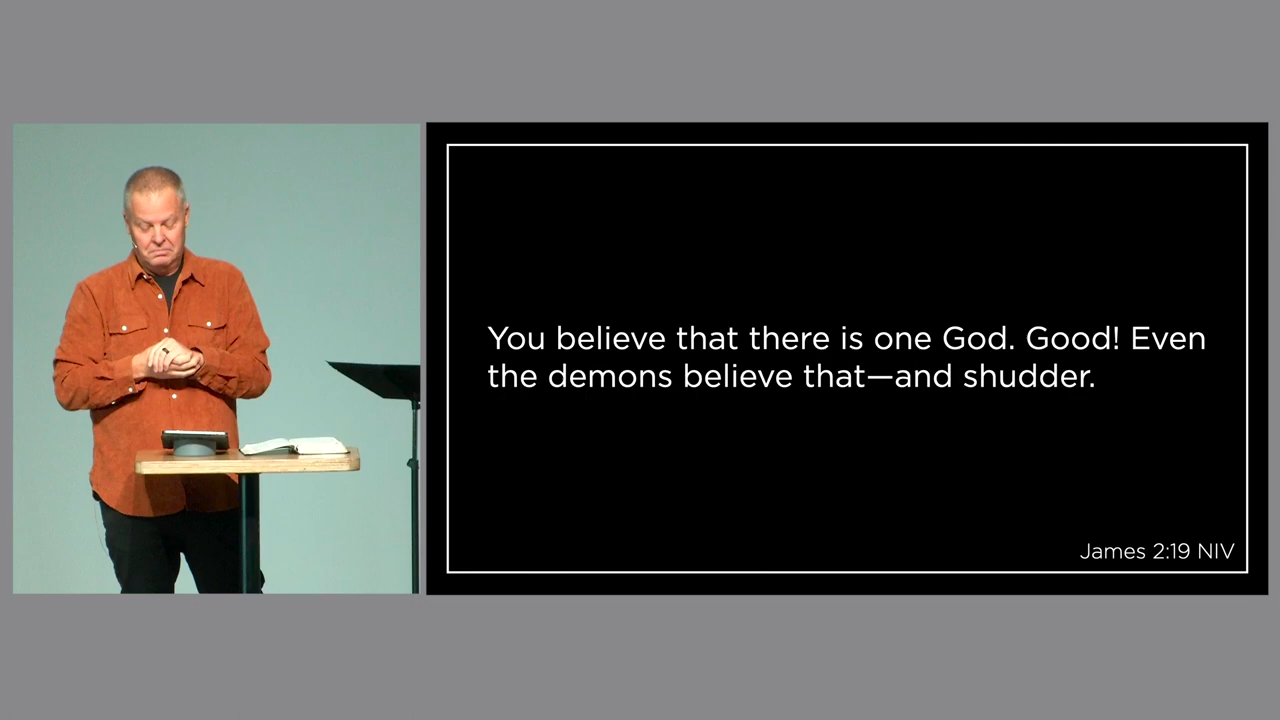 You believe that there is one God. Good! Even
the demons believe that—and shudder.
James 2:19 NIV